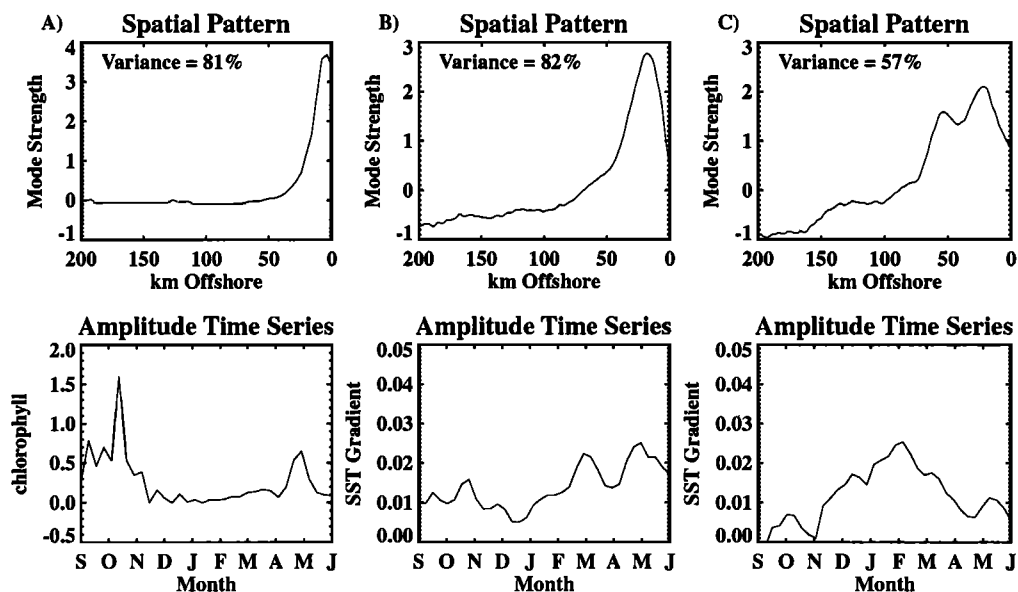 A) Spatial Pattern
Variance = 81%
Mode Strength
4
3
2
1
0
-1
200 150 100 50 0
km Offshore
B) Spatial Pattern
Variance = 82%
Mode Strength
3
2
1
0
-1
200 150 100 50 0
km Offshore
C) Spatial Pattern
Variance = 57%
Mode Strength
3
2
1
0
-1
200 150 100 50 0
km Offshore
Amplitude Time Series
chlorophyll
2.0
1.5
1.0
0.5
0.0
-0.5
S O N D J F M A M J
Month
Amplitude Time Series
SST Gradient
0.05
0.04
0.03
0.02
0.01
0.00
S O N D J F M A M J
Month
Amplitude Time Series
SST Gradient
0.05
0.04
0.03
0.02
0.01
0.00
S O N D J F M A M J
Month